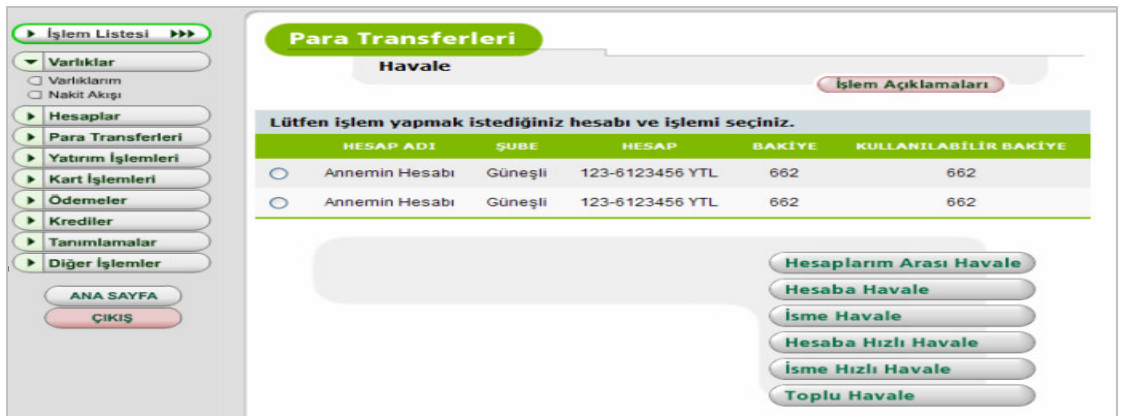 İşlem Listesi
Varlıklar
Varlıklarım
Nakit Akışı
Hesaplar
Para Transferleri
Yatırım İşlemleri
Kart İşlemleri
Ödemeler
Krediler
Tanımlamalar
Diğer İşlemler
ANA SAYFA
ÇIKIŞ
Para Transferleri
Havale
İşlem Açıklamaları
Lütfen işlem yapmak istediğiniz hesabı ve işlemi seçiniz.
HESAP ADI ŞUBE HESAP BAKİYE KULLANILABİLİR BAKİYE
Annemin Hesabı Güneşli 123-6123456 YTL 662 662
Annemin Hesabı Güneşli 123-6123456 YTL 662 662
Hesaplarım Arası Havale
Hesaba Havale
İsme Havale
Hesaba Hızlı Havale
İsme Hızlı Havale
Toplu Havale